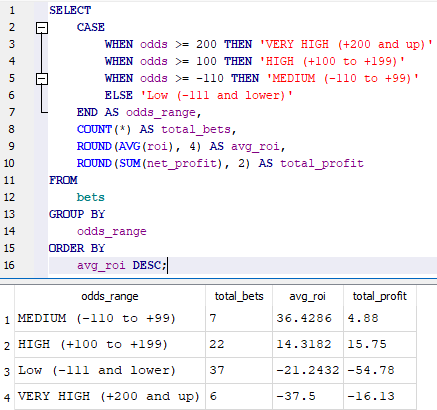 1 SELECT
2 CASE
3 WHEN odds >= 200 THEN 'VERY HIGH (+200 and up)'
4 WHEN odds >= 100 THEN 'HIGH (+100 to +199)'
5 WHEN odds >= -110 THEN 'MEDIUM (-110 to +99)'
6 ELSE 'Low (-111 and lower)'
7 END AS odds_range,
8 COUNT(*) AS total_bets,
9 ROUND(AVG(roi), 4) AS avg_roi,
10 ROUND(SUM(net_profit), 2) AS total_profit
11 FROM
12 bets
13 GROUP BY
14 odds_range
15 ORDER BY
16 avg_roi DESC;
odds_range total_bets avg_roi total_profit
1 MEDIUM (-110 to +99) 7 36.4286 4.88
2 HIGH (+100 to +199) 22 14.3182 15.75
3 Low (-111 and lower) 37 -21.2432 -54.78
4 VERY HIGH (+200 and up) 6 -37.5 -16.13